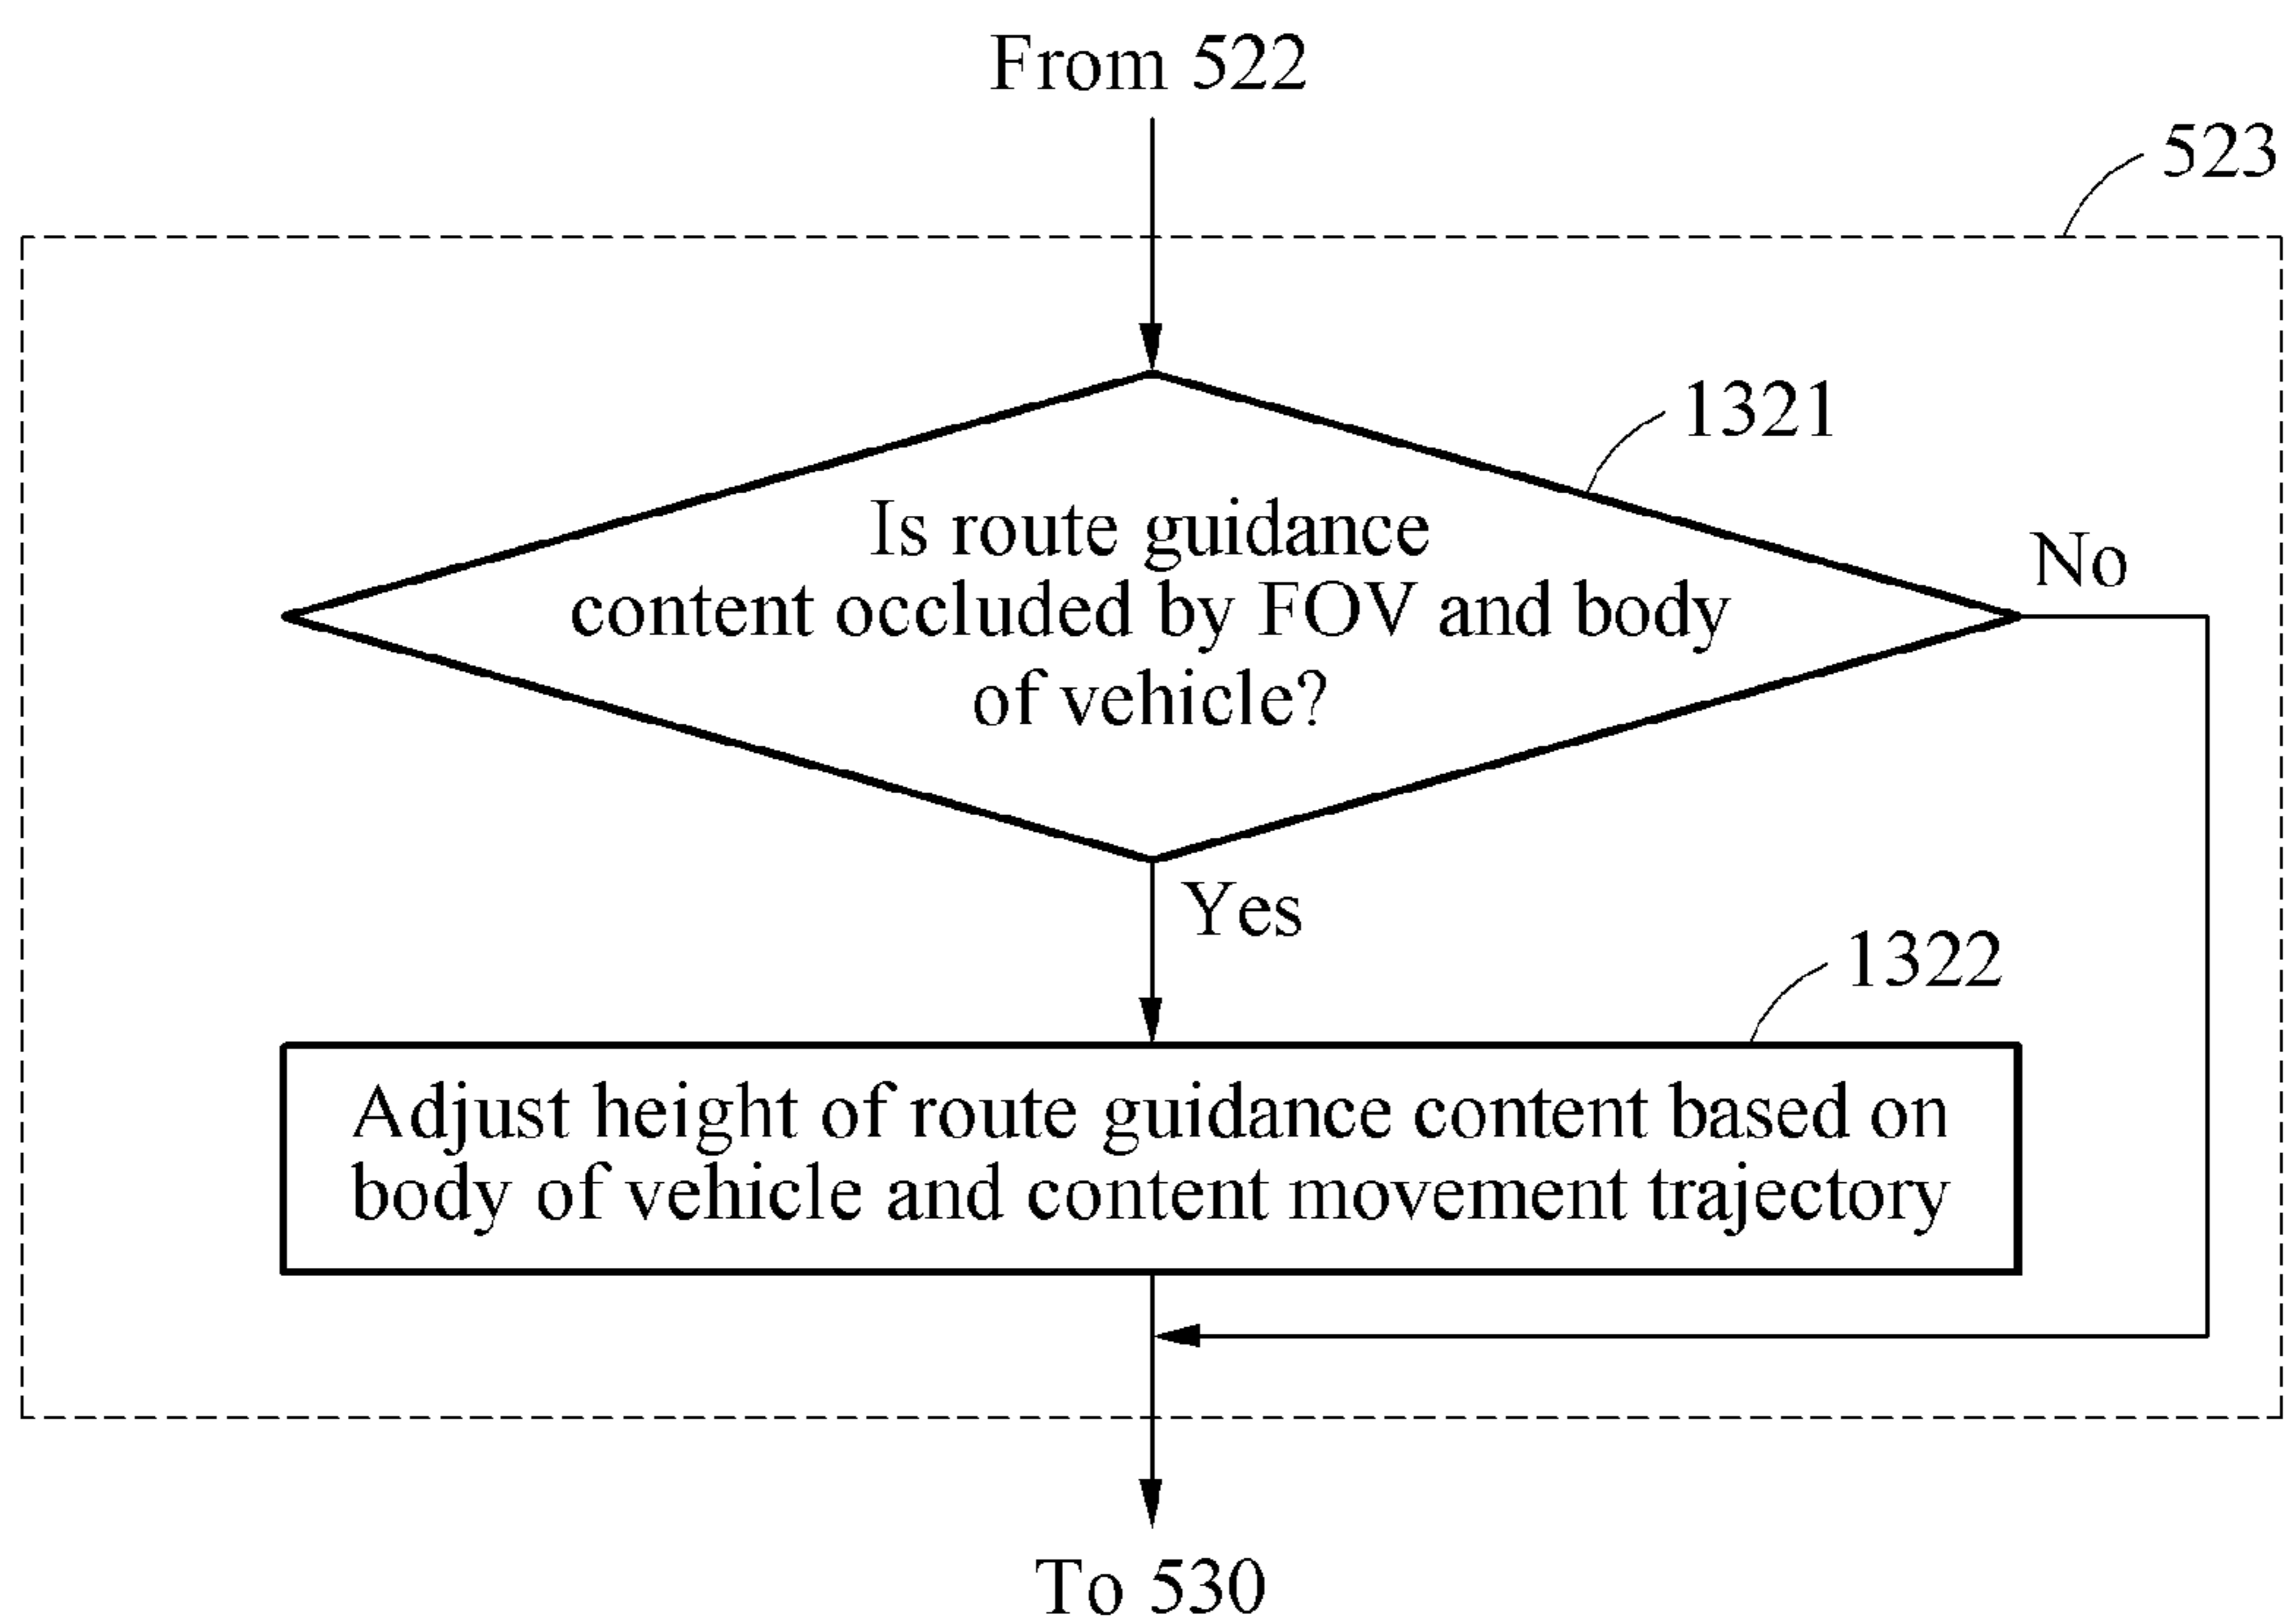 From 522
523
1321
Is route guidance
content occluded by FOV and body
of vehicle?
No
Yes
1322
Adjust height of route guidance content based on
body of vehicle and content movement trajectory
To 530